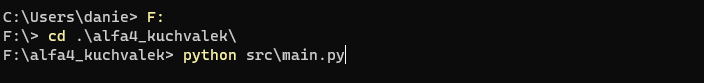 C:\Users\danie> F:
F:\> cd .\alfa4_kuchvalek\
F:\alfa4_kuchvalek> python src\main.py